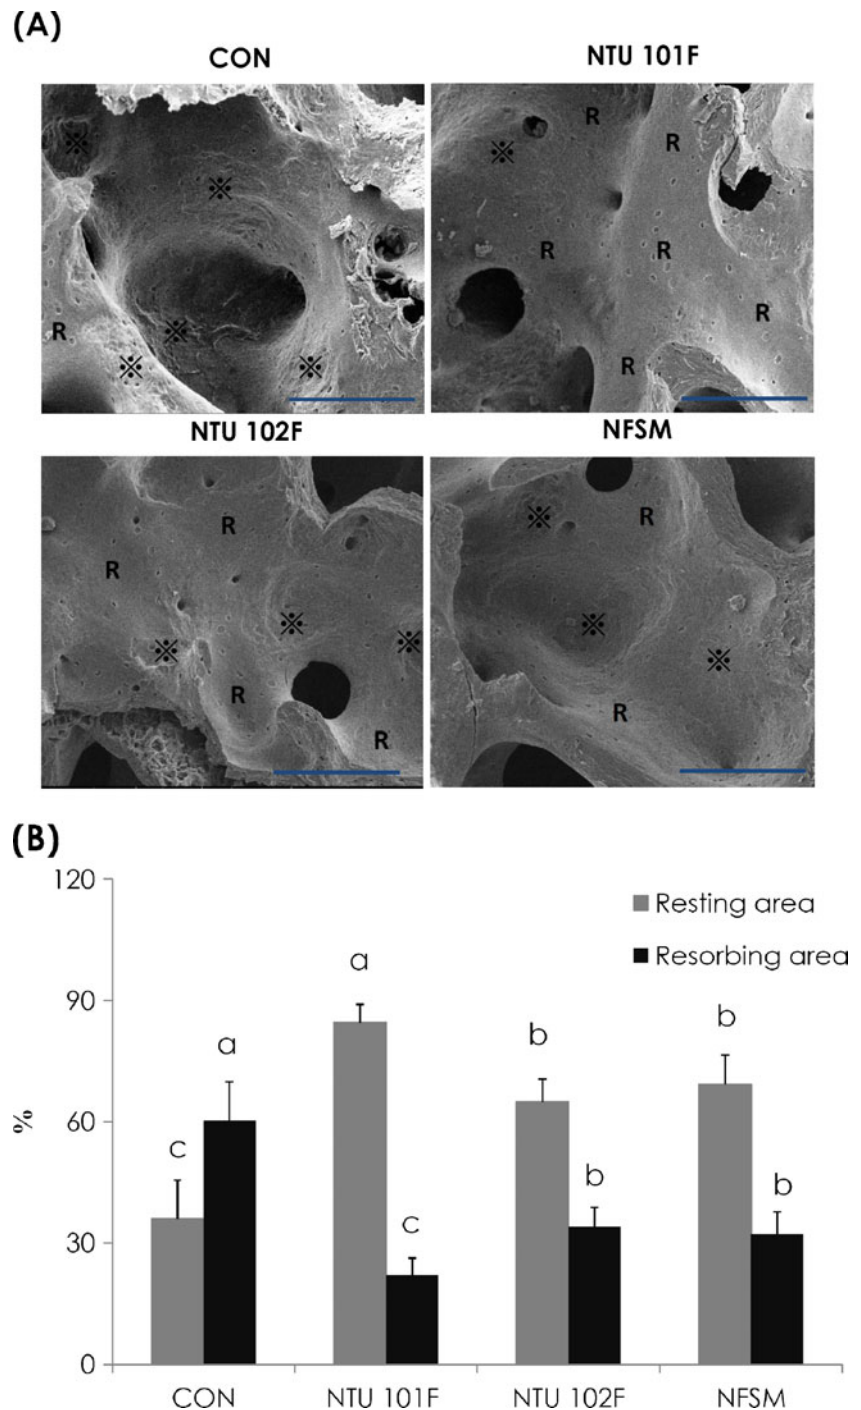 (A)
CON
NTU 101F
※
※
※
※
※
R
※
R
R
R
R
R
R
NTU 102F
NFSM
R
R
※
※
※
R
R
※
R
※
※
R
(B)
120
90
60
30
0
%
Resting area
Resorbing area
c
a
a
c
b
b
b
b
CON
NTU 101F
NTU 102F
NFSM